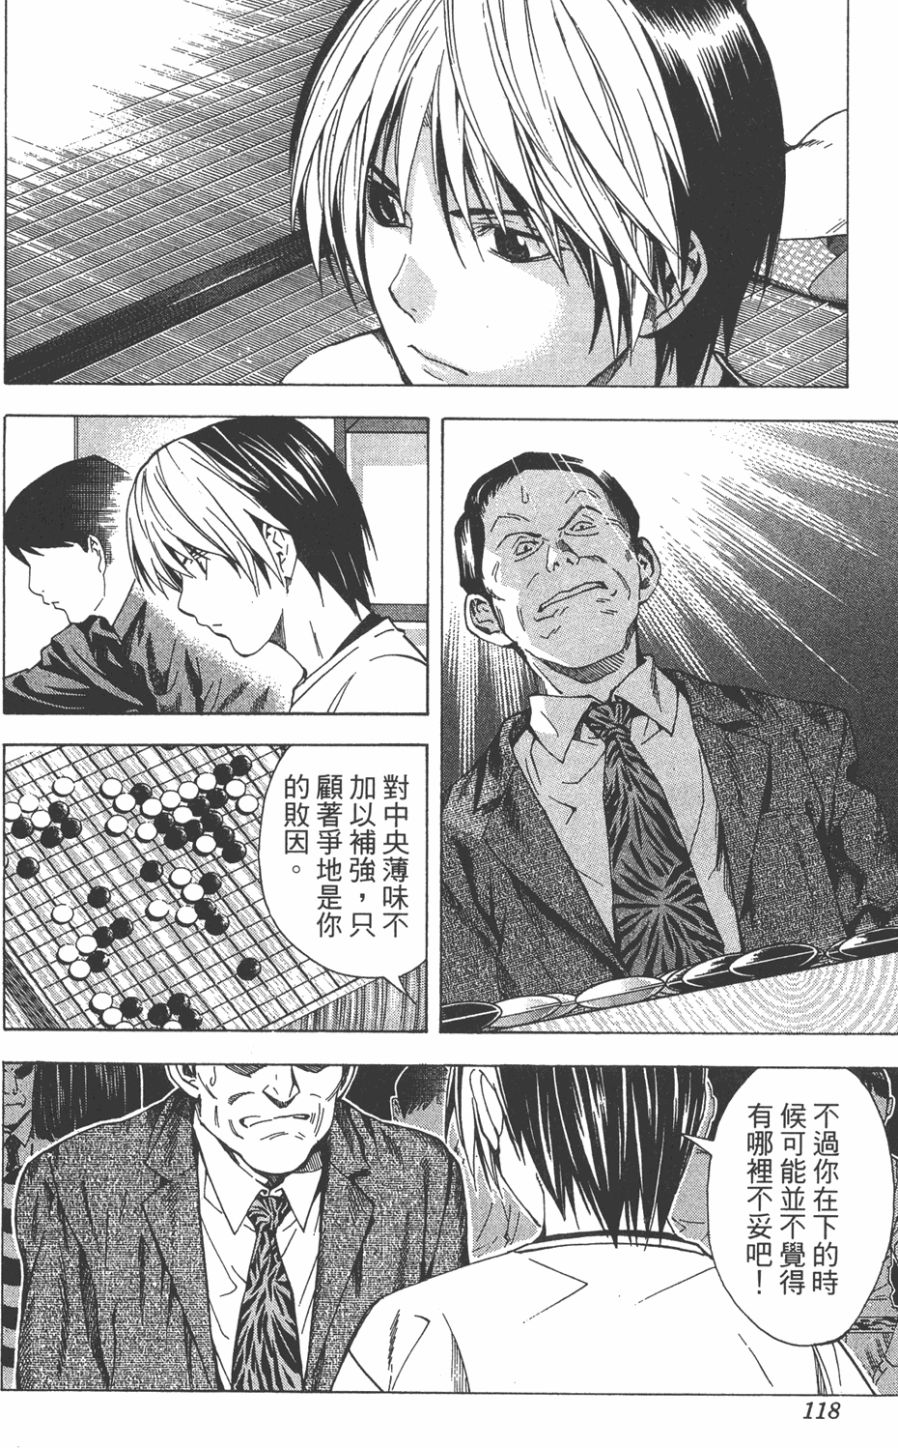 對中央薄味不
加以補強，只
顧著爭地是你
的敗因。
不過你在下的時
候可能並不覺得
有哪裡不妥吧！
118